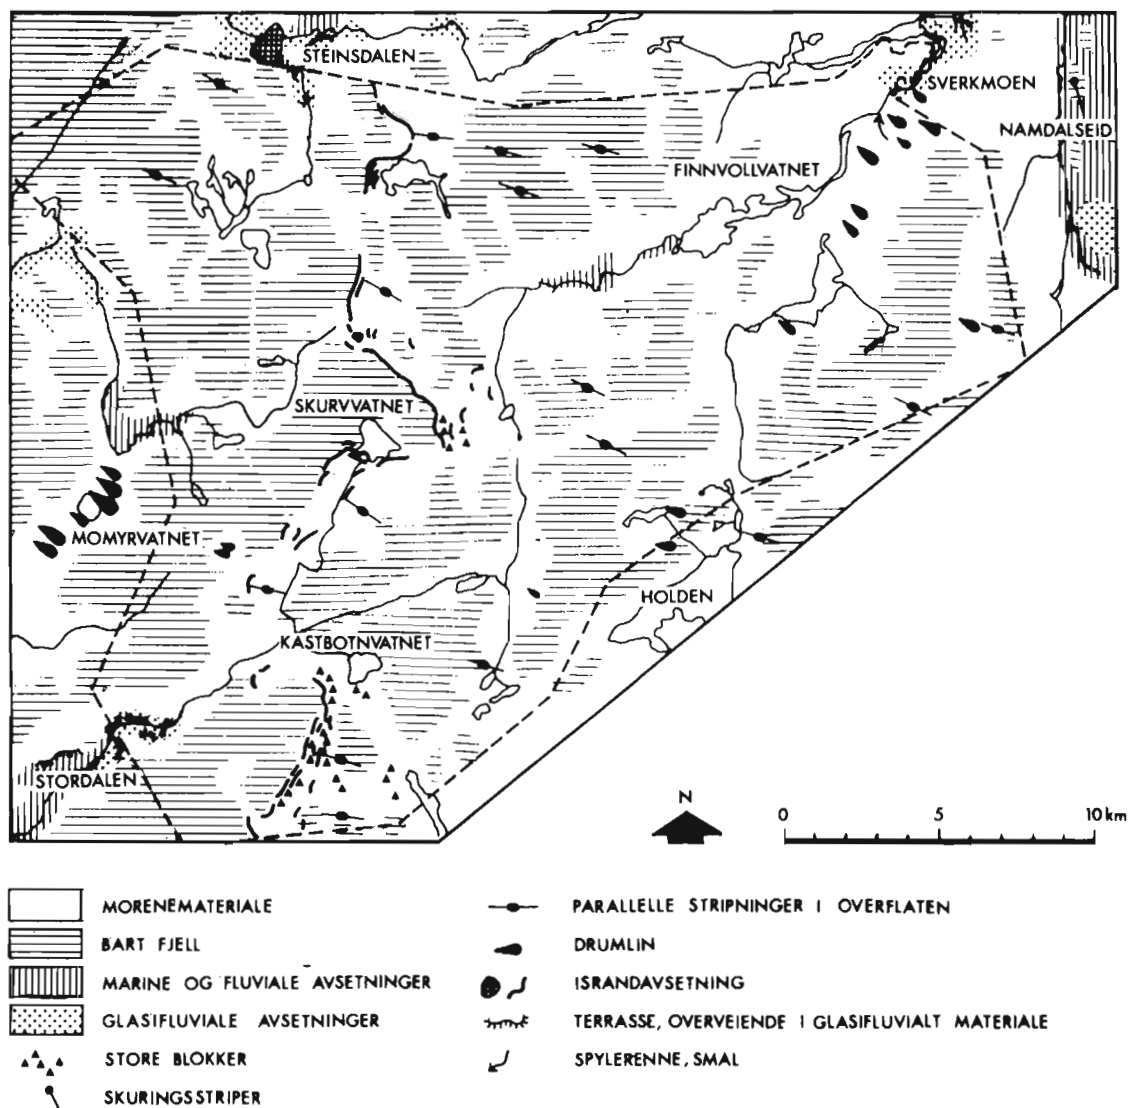 STEINSDALEN
SVERKMOEN
NAMDALSEID
FINNVOLLVATNET
SKURVVATNET
MOMYRVATNET
HOLDEN
KASTBOTNVATNET
STORDALEN
N
0 5 10 km
MORENEMATERIALE
BART FJELL
MARINE OG FLUVIALE AVSETNINGER
GLASIFLUVIALE AVSETNINGER
STORE BLOKKER
SKURINGSSTRIPER
PARALLELLE STRIPNINGER I OVERFLATEN
DRUMLIN
ISRANDAVSETNING
TERRASSE, OVERVEIENDE I GLASIFLUVIALT MATERIALE
SPYLERENNE, SMAL